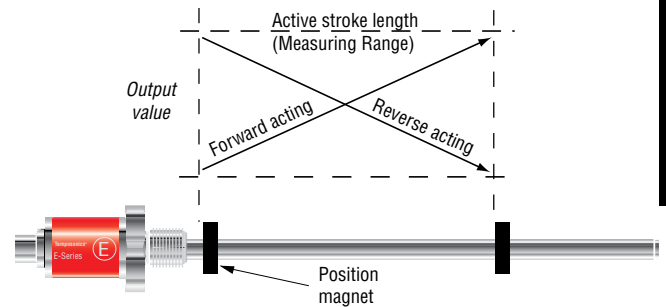 Active stroke length
(Measuring Range)
Output
value
Forward acting
Reverse acting
Temposonics®
E-Series
E
Position
magnet